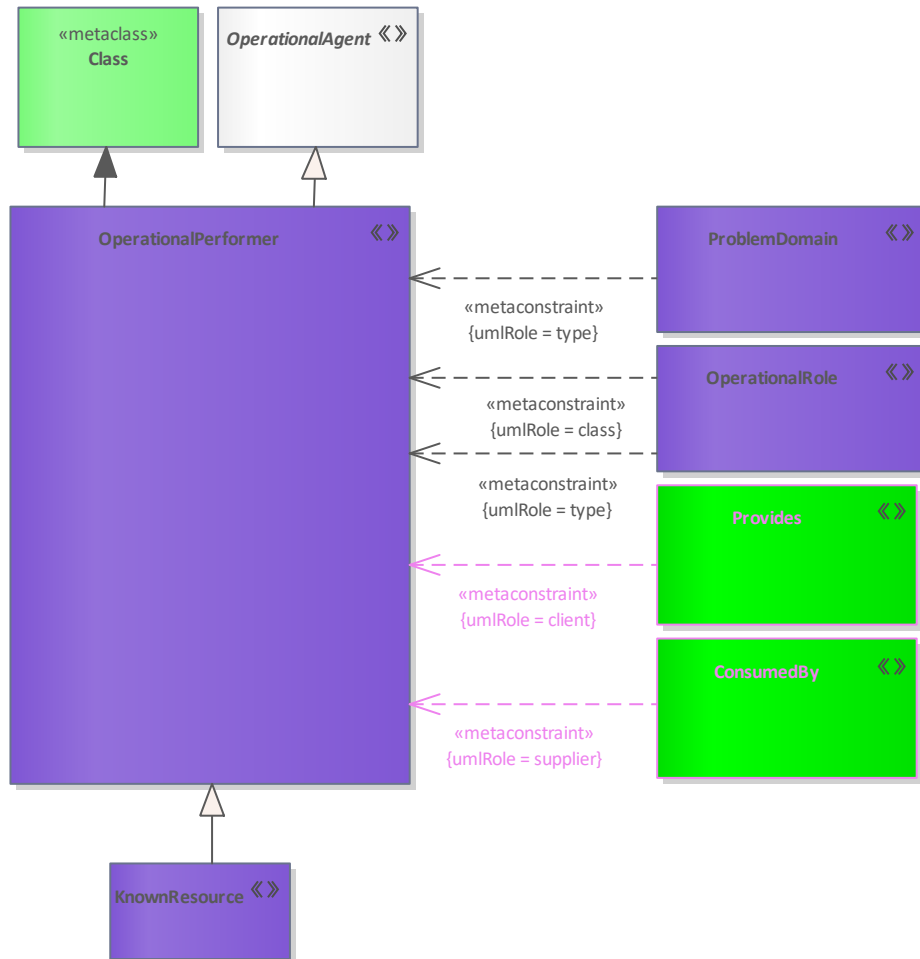 «metaclass»
Class
OperationalAgent «»
OperationalPerformer «»
ProblemDomain «»
«metaconstraint»
{umlRole = type}
OperationalRole «»
«metaconstraint»
{umlRole = class}
«metaconstraint»
{umlRole = type}
Provides «»
«metaconstraint»
{umlRole = client}
ConsumedBy «»
«metaconstraint»
{umlRole = supplier}
KnownResource «»